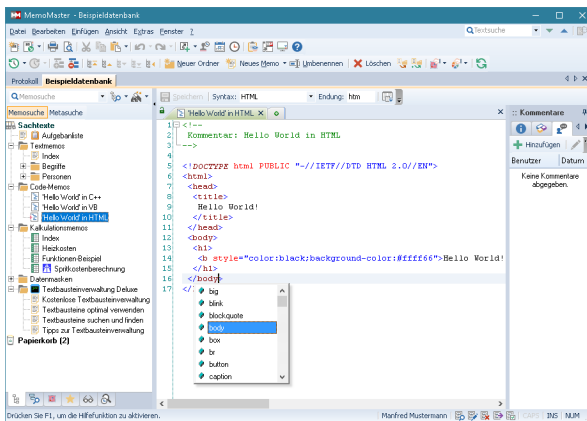 MemoMaster - Beispieldatenbank
Datei Bearbeiten Einfügen Ansicht Extras Fenster ?
Textsuche
Neuer Ordner Neues Memo Umbenennen Löschen
Protokoll Beispieldatenbank
Memosuche
Speichern Syntax: HTML Endung: htm
Memosuche Metasuche
'Hello World' in HTML
Kommentare
Sachtexte
Aufgabenliste
Textmemos
Index
Begriffe
Personen
Code-Memos
'Hello World' in C++
'Hello World' in VB
'Hello World' in HTML
Kalkulationsmemos
Index
Heizkosten
Funktionen-Beispiel
Spritkostenberechnung
Datenmasken
Textbausteinverwaltung Deluxe
Kostenlose Textbausteinverwaltung
Textbausteine optimal verwenden
Textbausteine suchen und finden
Tipps zur Textbausteinverwaltung
Papierkorb (2)
1 <!--
2 Kommentar: Hello World in HTML
3 -->
4
5 <!DOCTYPE html PUBLIC "-//IETF//DTD HTML 2.0//EN">
6 <html>
7 <head>
8 <title>
9 Hello World!
10 </title>
11 </head>
12 <body>
13 <h1>
14 <b style="color:black;background-color:#ffff66">Hello World!
15 </h1>
16 </body>
17 </
big
blink
blockquote
body
box
br
button
caption
Hinzufügen
Benutzer Datum
Keine Kommentare
abgegeben.
Drücken Sie F1, um die Hilfefunktion zu aktivieren.
Manfred Mustermann
CAPS INS NUM